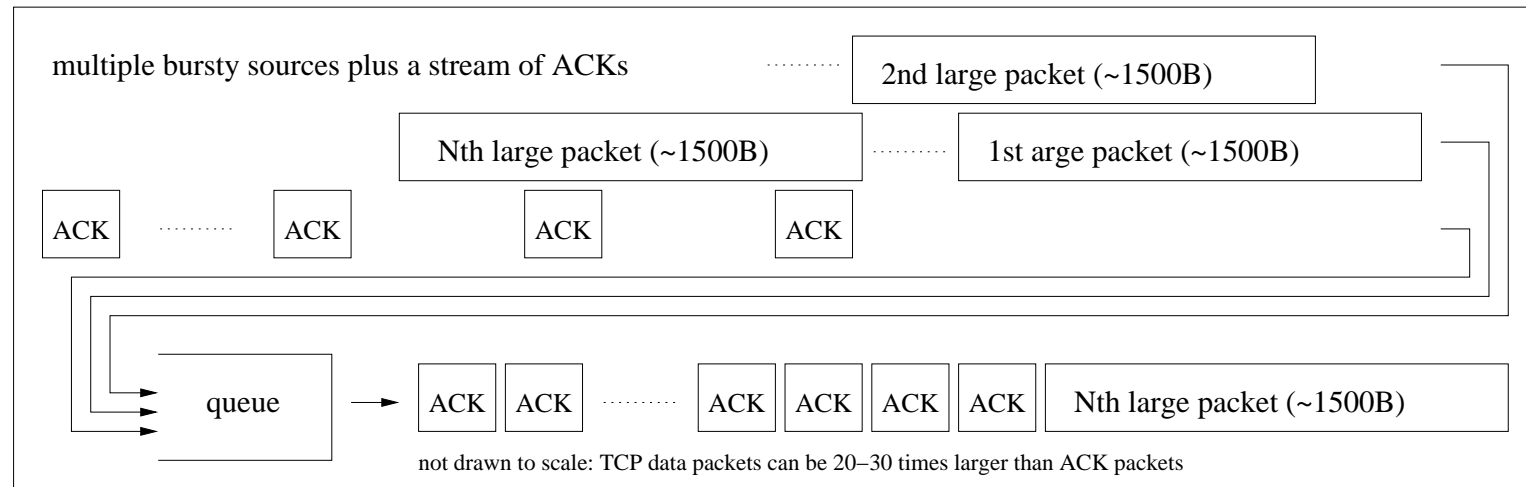 multiple bursty sources plus a stream of ACKs
2nd large packet (~1500B)
Nth large packet (~1500B)
1st arge packet (~1500B)
ACK
ACK
ACK
ACK
queue
ACK
ACK
ACK
ACK
ACK
ACK
Nth large packet (~1500B)
not drawn to scale: TCP data packets can be 20−30 times larger than ACK packets